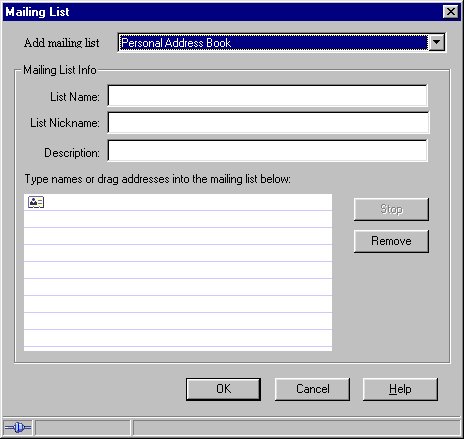 Mailing List
Add mailing list Personal Address Book
Mailing List Info
List Name:
List Nickname:
Description:
Type names or drag addresses into the mailing list below:
Stop
Remove
OK Cancel Help